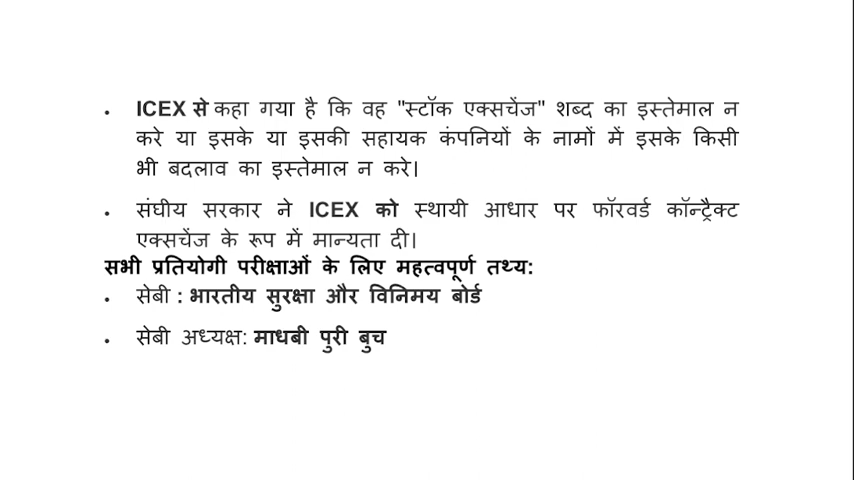 • ICEX से कहा गया है कि वह "स्टॉक एक्सचेंज" शब्द का इस्तेमाल न
करे या इसके या इसकी सहायक कंपनियों के नामों में इसके किसी
भी बदलाव का इस्तेमाल न करे।
• संघीय सरकार ने ICEX को स्थायी आधार पर फॉरवर्ड कॉन्ट्रैक्ट
एक्सचेंज के रूप में मान्यता दी।
सभी प्रतियोगी परीक्षाओं के लिए महत्वपूर्ण तथ्य:
• सेबी : भारतीय सुरक्षा और विनिमय बोर्ड
• सेबी अध्यक्ष: माधबी पुरी बुच